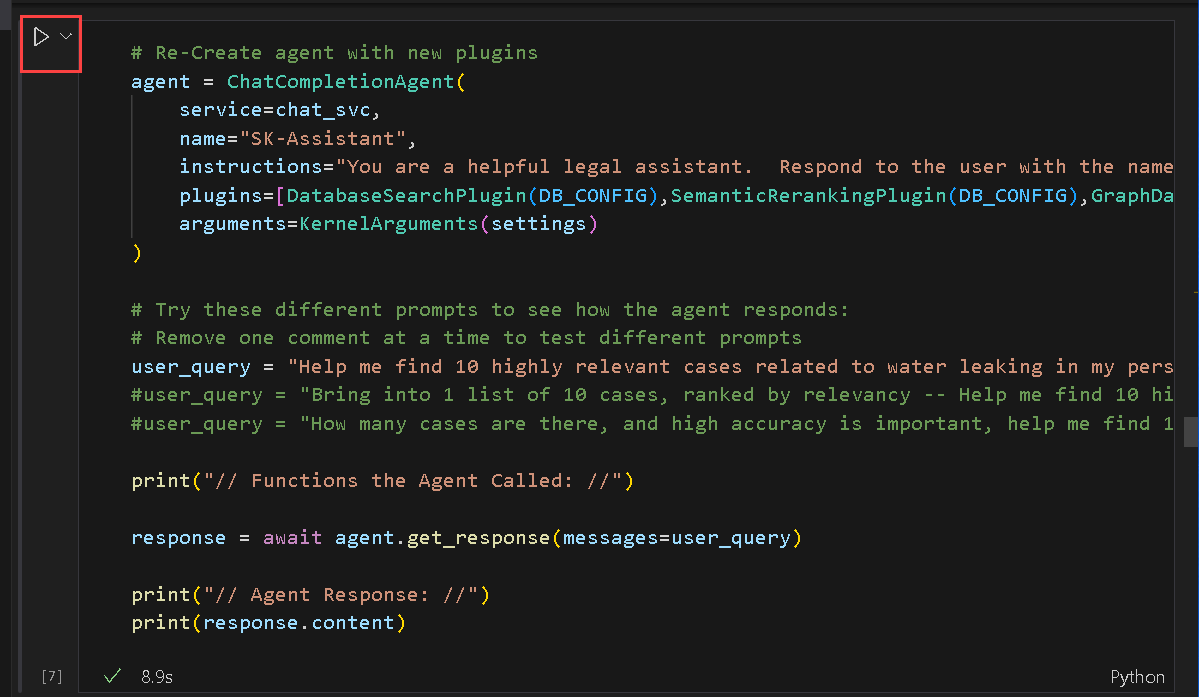 # Re-Create agent with new plugins
agent = ChatCompletionAgent(
    service=chat_svc,
    name="SK-Assistant",
    instructions="You are a helpful legal assistant.  Respond to the user with the name
    plugins=[DatabaseSearchPlugin(DB_CONFIG),SemanticRerankingPlugin(DB_CONFIG),GraphDa
    arguments=KernelArguments(settings)
)
# Try these different prompts to see how the agent responds:
# Remove one comment at a time to test different prompts
user_query = "Help me find 10 highly relevant cases related to water leaking in my pers
#user_query = "Bring into 1 list of 10 cases, ranked by relevancy -- Help me find 10 hi
#user_query = "How many cases are there, and high accuracy is important, help me find 1
print("// Functions the Agent Called: //")
response = await agent.get_response(messages=user_query)
print("// Agent Response: //")
print(response.content)
[7] ✓ 8.9s Python